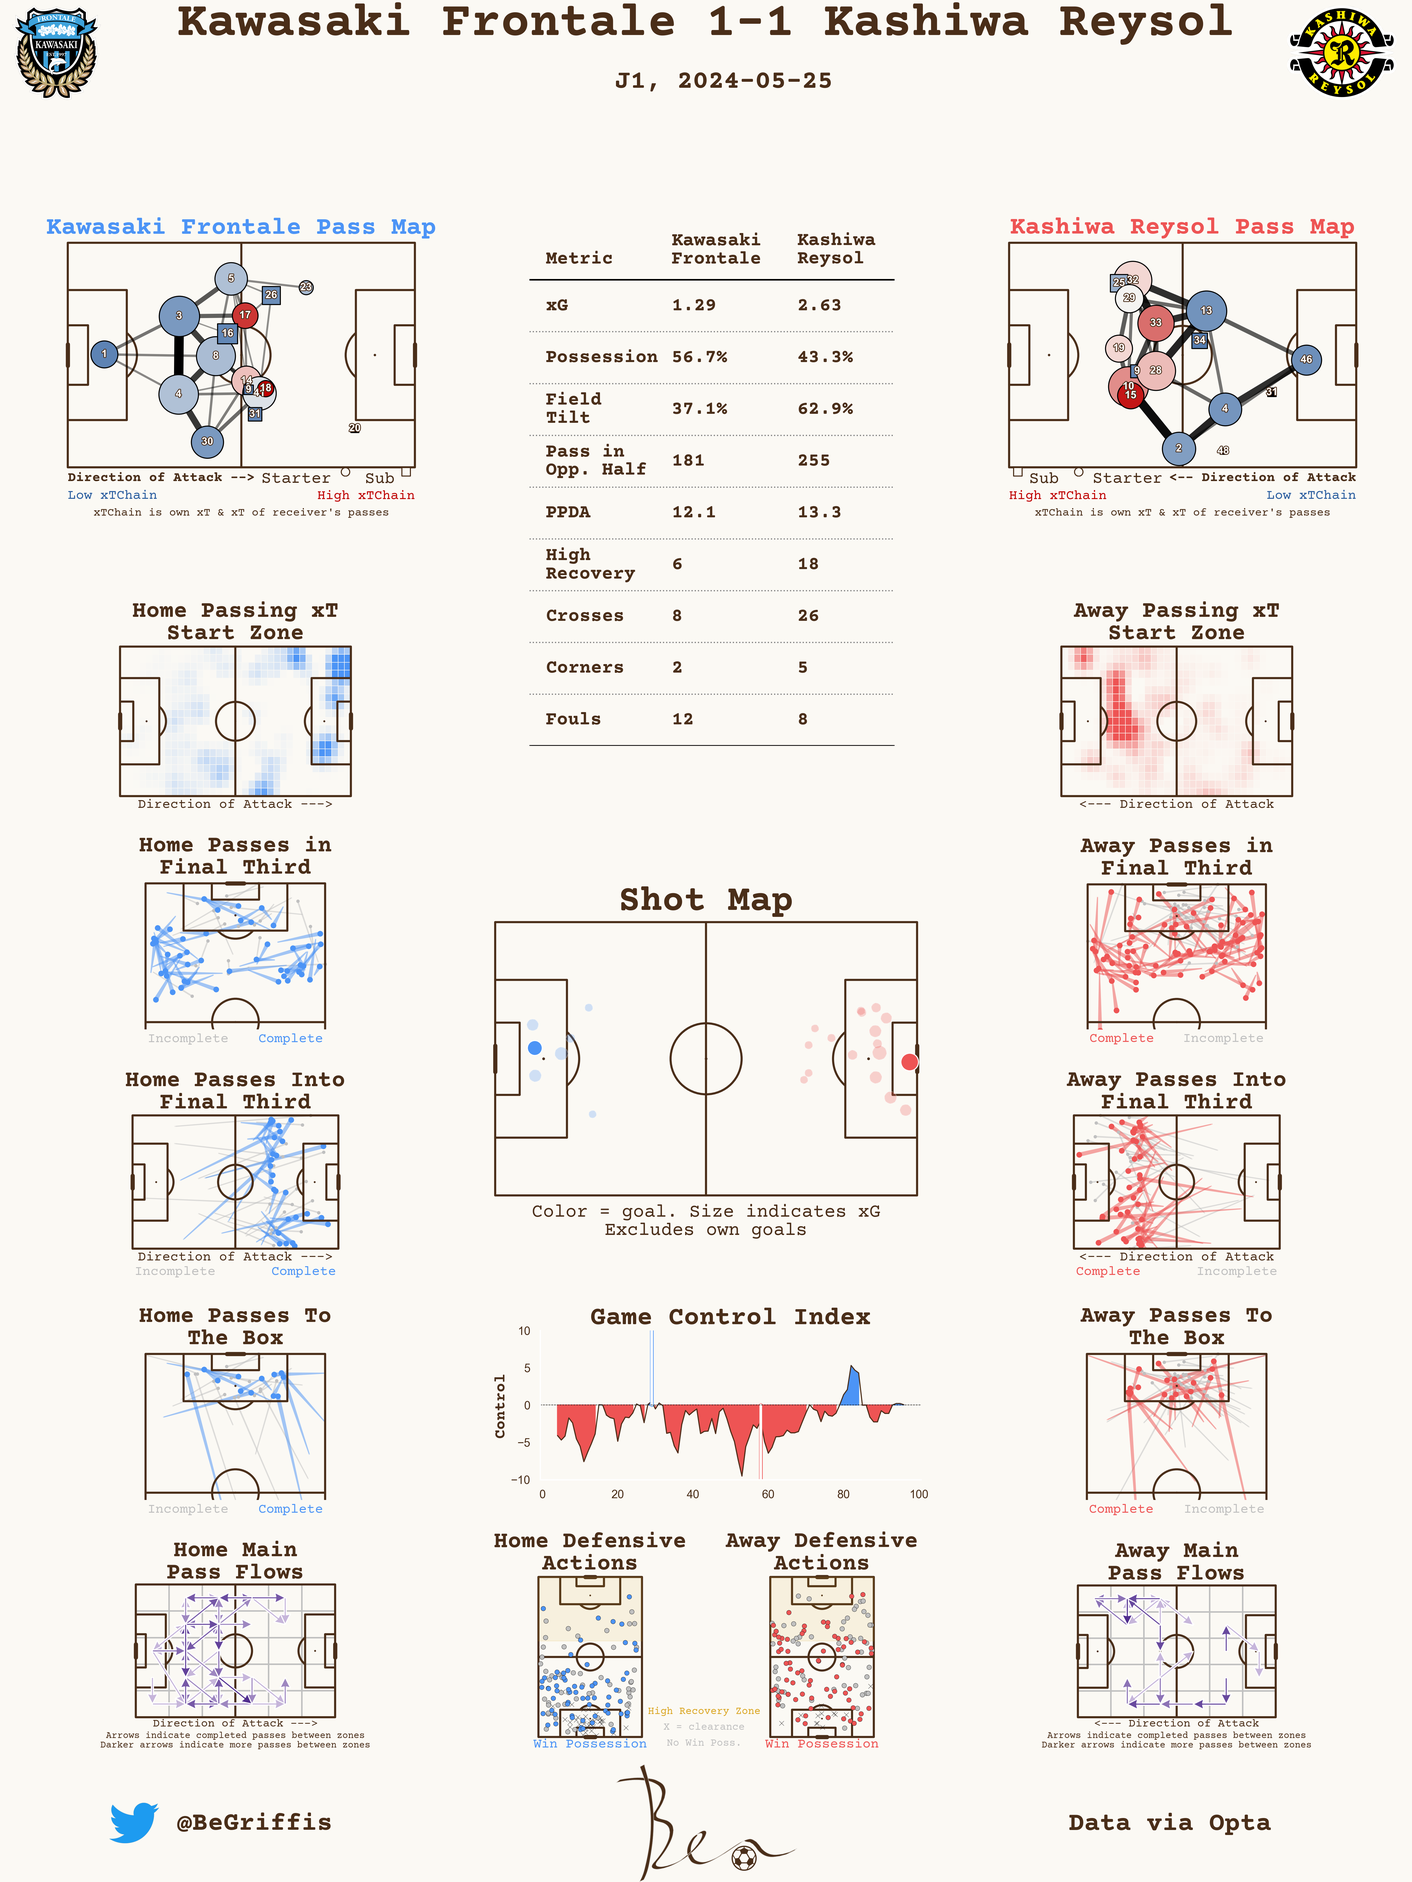 Kawasaki Frontale 1-1 Kashiwa Reysol
J1, 2024-05-25
FRONTALE
KAWASAKI
KASHIWA
REYSOL
Kawasaki Frontale Pass Map
1
3
4
5
30
8
16
17
26
23
14
9
41
18
31
20
Direction of Attack --> Starter Sub
Low xTChain High xTChain
xTChain is own xT & xT of receiver's passes
Metric Kawasaki Frontale Kashiwa Reysol
xG 1.29 2.63
Possession 56.7% 43.3%
Field Tilt 37.1% 62.9%
Pass in Opp. Half 181 255
PPDA 12.1 13.3
High Recovery 6 18
Crosses 8 26
Corners 2 5
Fouls 12 8
Kashiwa Reysol Pass Map
32
25
29
13
33
34
19
28
9
10
15
46
31
4
2
48
Sub Starter <-- Direction of Attack
High xTChain Low xTChain
xTChain is own xT & xT of receiver's passes
Home Passing xT
Start Zone
Direction of Attack --->
Away Passing xT
Start Zone
<--- Direction of Attack
Home Passes in
Final Third
Incomplete Complete
Away Passes in
Final Third
Complete Incomplete
Shot Map
Color = goal. Size indicates xG
Excludes own goals
Home Passes Into
Final Third
Direction of Attack --->
Incomplete Complete
Away Passes Into
Final Third
<--- Direction of Attack
Complete Incomplete
Home Passes To
The Box
Incomplete Complete
Game Control Index
Control
10
5
0
−5
−10
0 20 40 60 80 100
Away Passes To
The Box
Complete Incomplete
Home Main
Pass Flows
Direction of Attack --->
Arrows indicate completed passes between zones
Darker arrows indicate more passes between zones
Home Defensive
Actions
Win Possession
High Recovery Zone
X = clearance
No Win Poss.
Away Defensive
Actions
Win Possession
Away Main
Pass Flows
<--- Direction of Attack
Arrows indicate completed passes between zones
Darker arrows indicate more passes between zones
@BeGriffis
Ben
Data via Opta